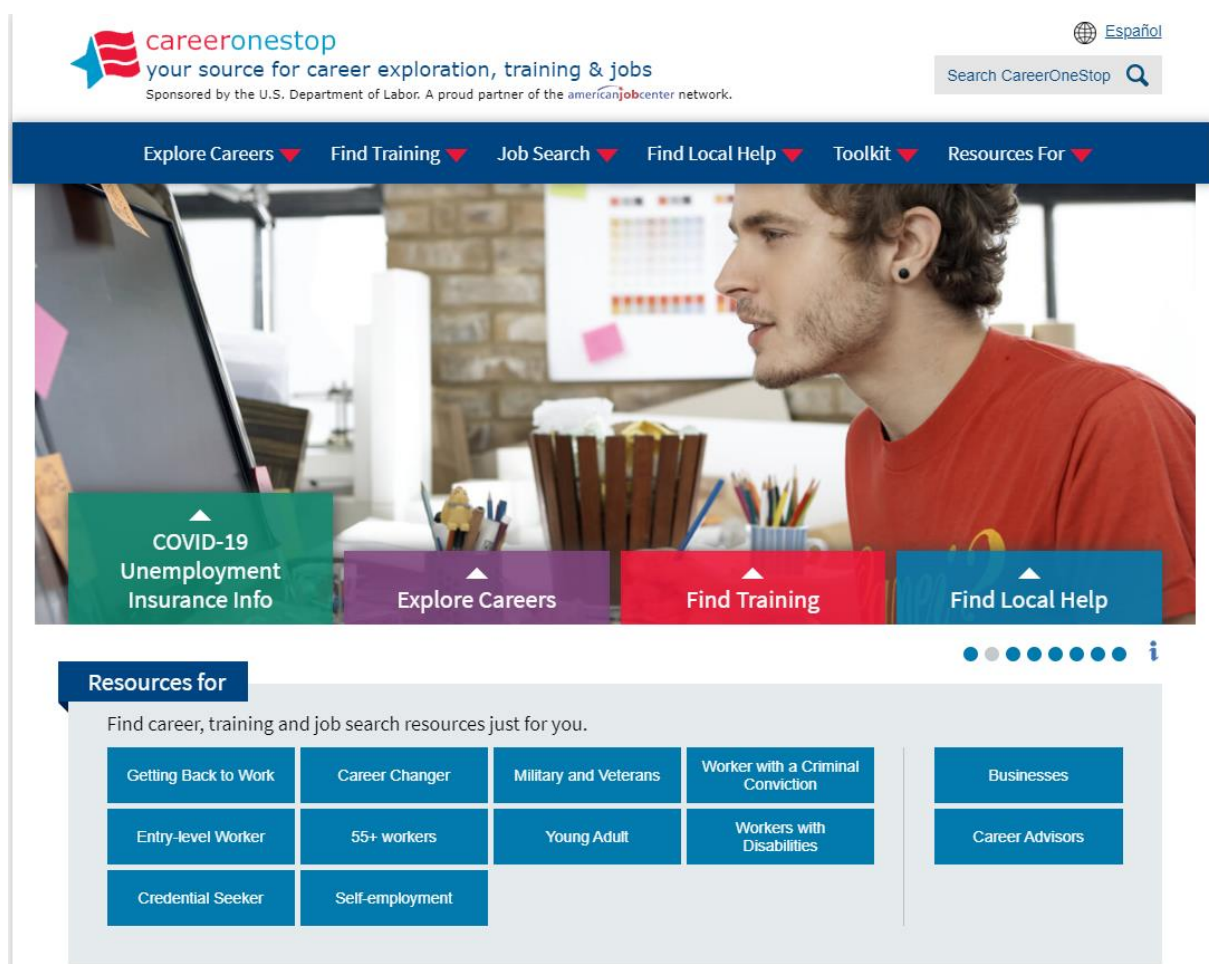 careeronestop
Español
your source for career exploration, training & jobs
Search CareerOneStop
Sponsored by the U.S. Department of Labor. A proud partner of the americanjobcenter network.
Explore Careers
Find Training
Job Search
Find Local Help
Toolkit
Resources For
COVID-19
Unemployment
Insurance Info
Explore Careers
Find Training
Find Local Help
i
Resources for
Find career, training and job search resources just for you.
Getting Back to Work
Career Changer
Military and Veterans
Worker with a Criminal
Conviction
Businesses
Entry-level Worker
55+ workers
Young Adult
Workers with
Disabilities
Career Advisors
Credential Seeker
Self-employment